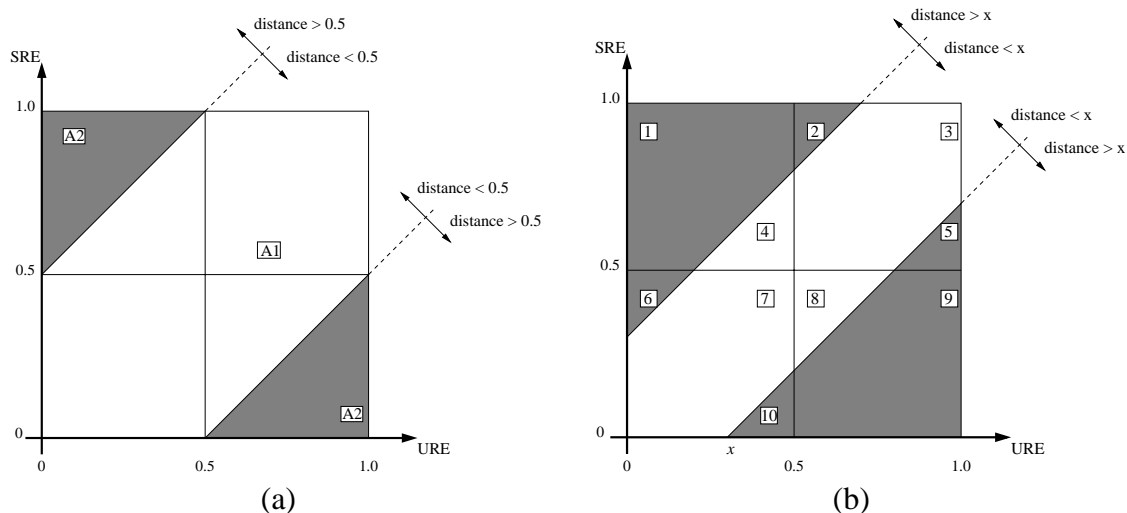 distance > 0.5
distance < 0.5
SRE
1.0
A2
distance < 0.5
distance > 0.5
A1
0.5
A2
0
URE
0
0.5
1.0
(a)
distance > x
distance < x
SRE
1.0
1
2
3
distance < x
distance > x
4
5
0.5
6
7
8
9
10
0
URE
0
x
0.5
1.0
(b)